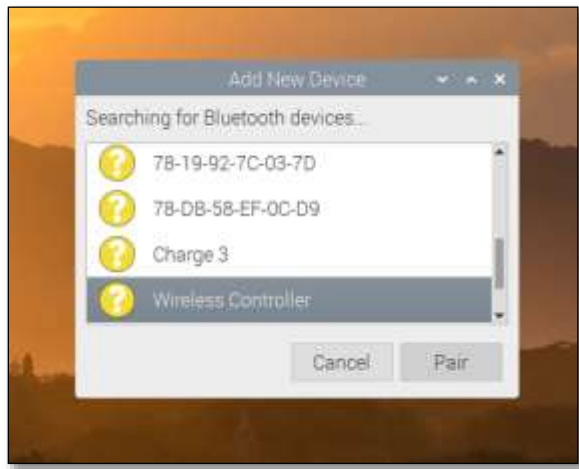 Add New Device
Searching for Bluetooth devices...
78-19-92-7C-03-7D
78-DB-58-EF-0C-D9
Charge 3
Wireless Controller
Cancel Pair